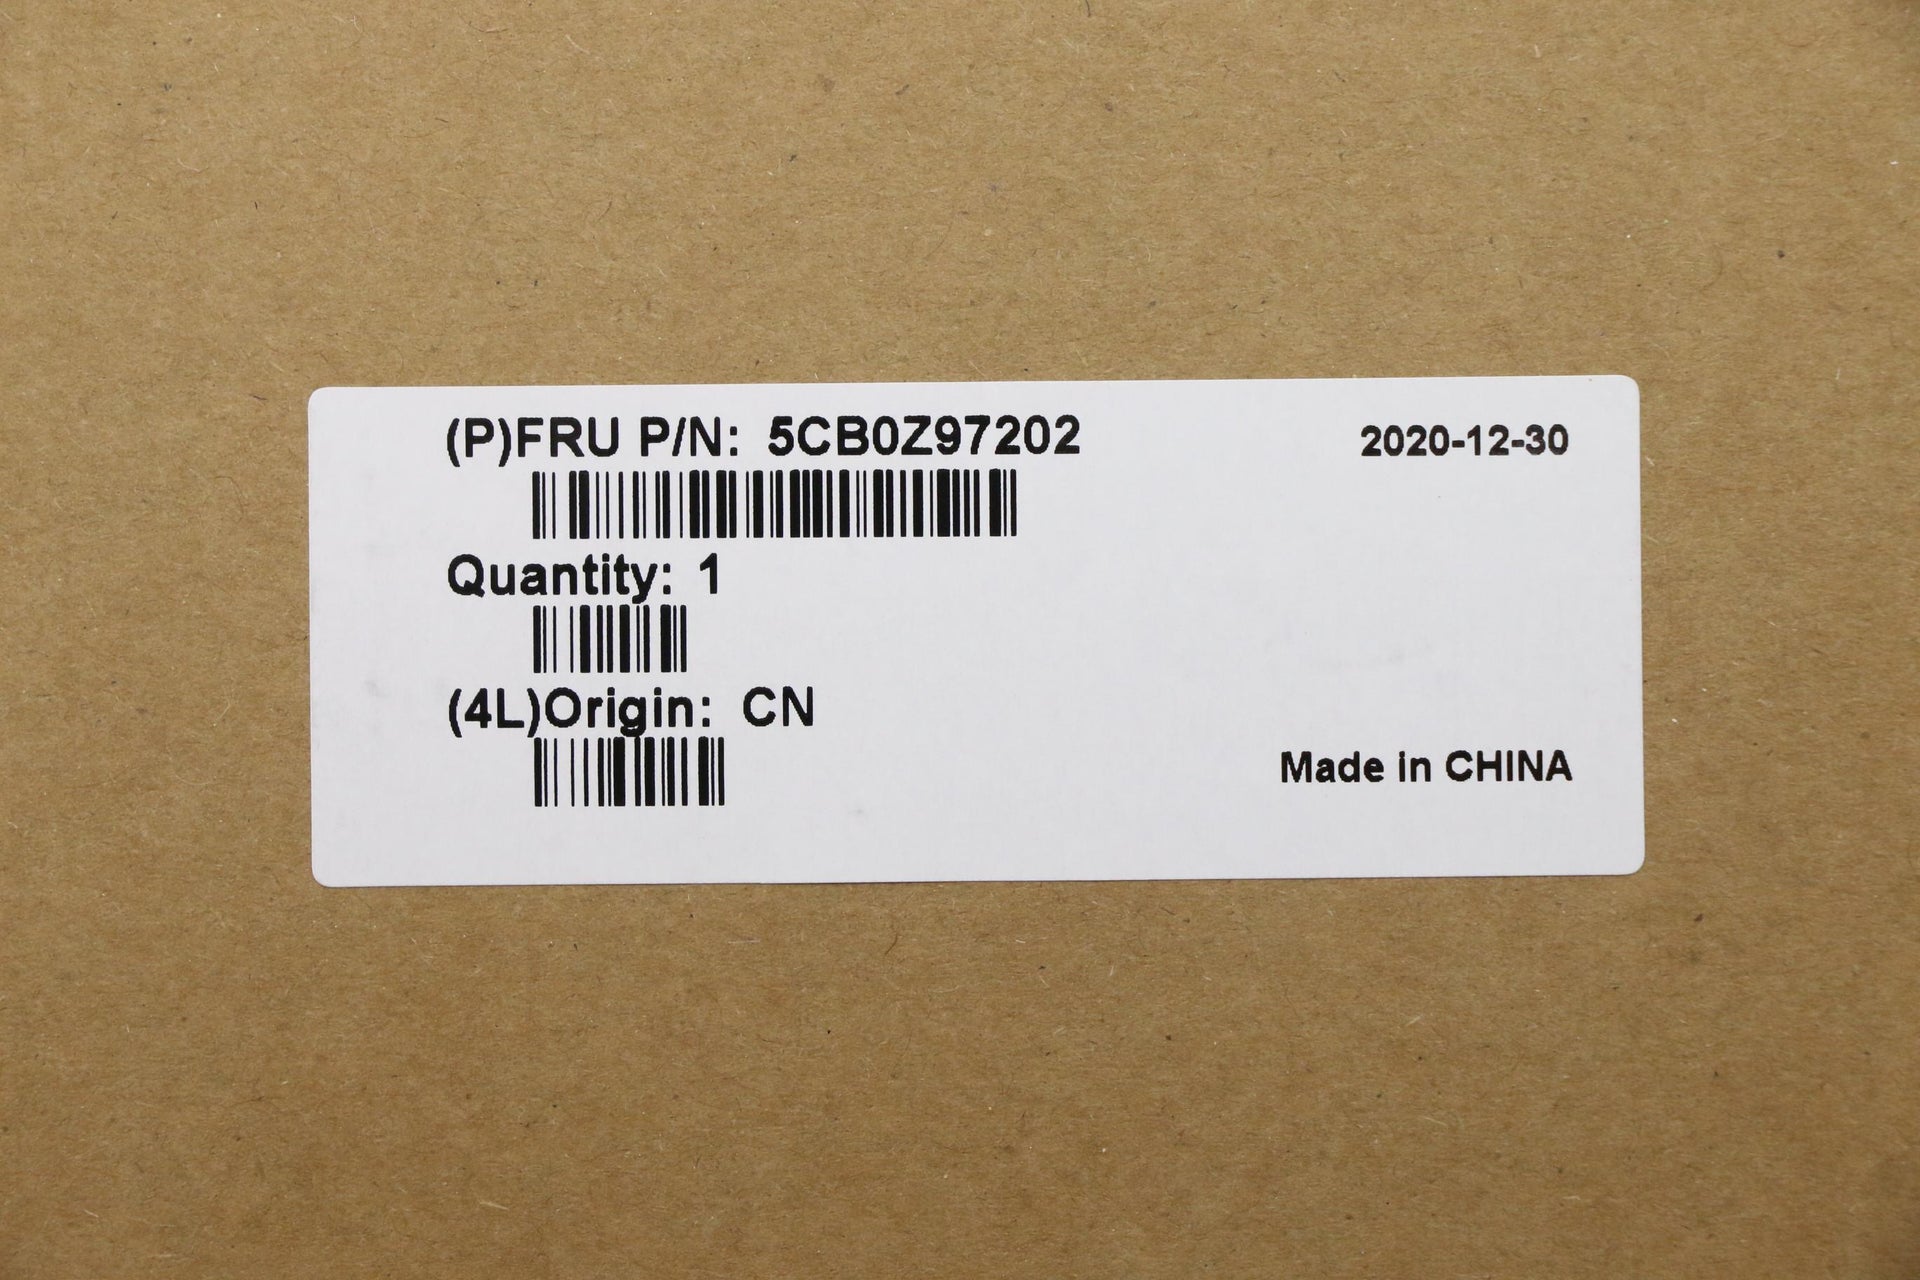 (P)FRU P/N: 5CB0Z97202
2020-12-30
Quantity: 1
(4L)Origin: CN
Made in CHINA